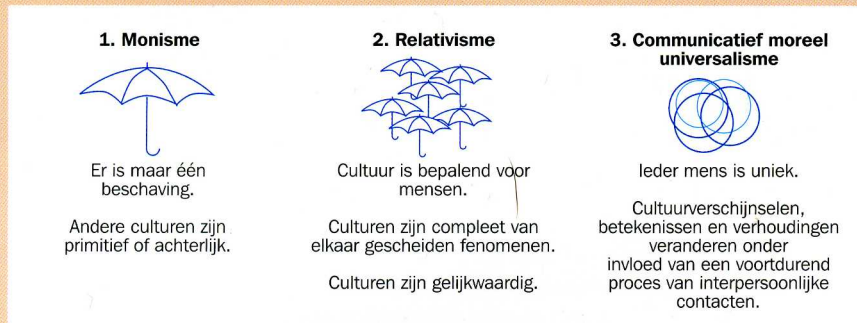 1. Monisme
Er is maar één
beschaving.
Andere culturen zijn
primitief of achterlijk.
2. Relativisme
Cultuur is bepalend voor
mensen.
Culturen zijn compleet van
elkaar gescheiden fenomenen.
Culturen zijn gelijkwaardig.
3. Communicatief moreel
universalisme
Ieder mens is uniek.
Cultuurverschijnselen,
betekenissen en verhoudingen
veranderen onder
invloed van een voortdurend
proces van interpersoonlijke
contacten.